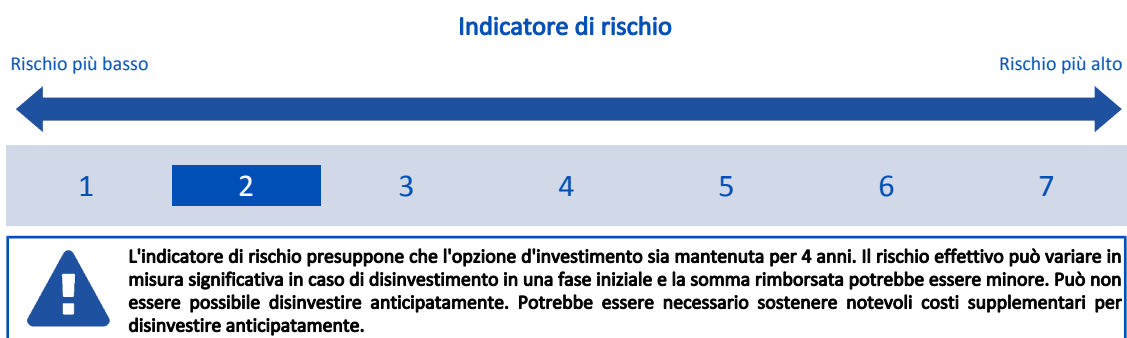 Indicatore di rischio
Rischio più basso
Rischio più alto
1 2 3 4 5 6 7
L'indicatore di rischio presuppone che l'opzione d'investimento sia mantenuta per 4 anni. Il rischio effettivo può variare in
misura significativa in caso di disinvestimento in una fase iniziale e la somma rimborsata potrebbe essere minore. Può non
essere possibile disinvestire anticipatamente. Potrebbe essere necessario sostenere notevoli costi supplementari per
disinvestire anticipatamente.